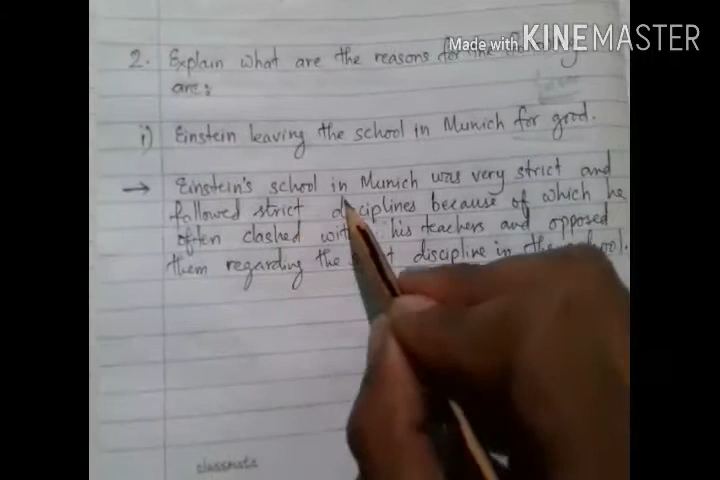 Made with KINEMASTER
2. Explain what are the reasons for the
are:
i) Einstein leaving the school in Munich for good.
→ Einstein's school in Munich was very strict and
followed strict disciplines because of which he
often clashed with his teachers and opposed
them regarding the discipline in the school.
classmate